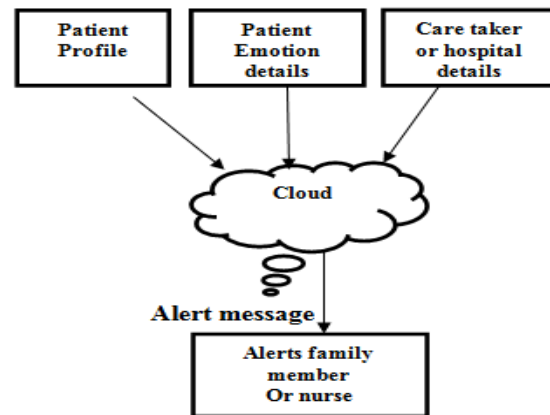 Patient
Profile
Patient
Emotion
details
Care taker
or hospital
details
Cloud
Alert message
Alerts family
member
Or nurse